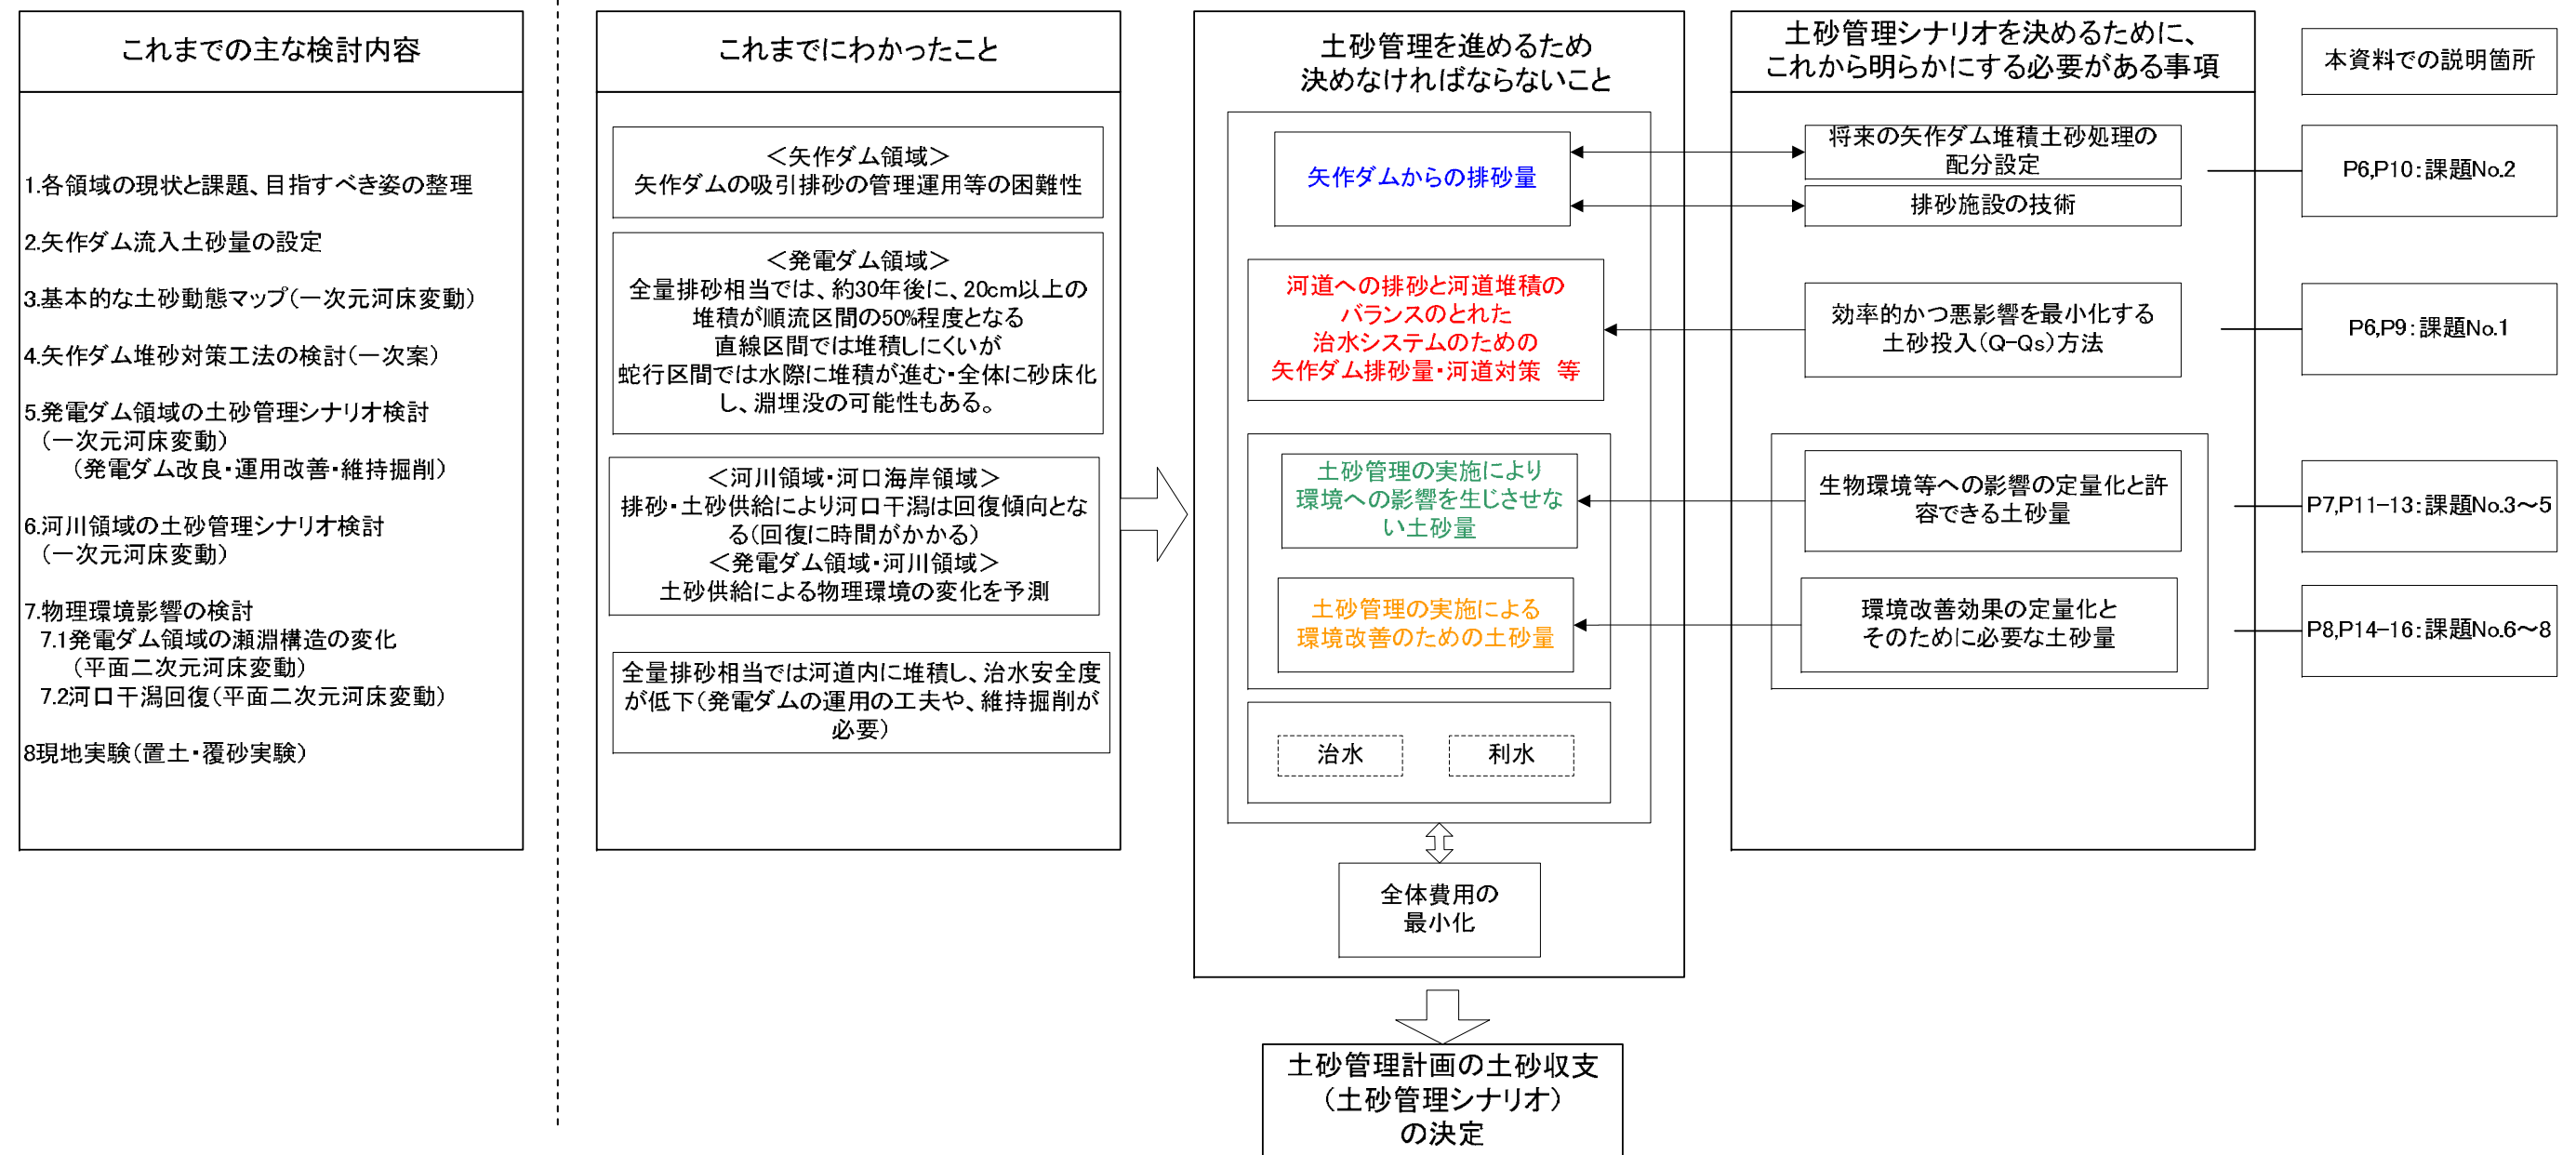 これまでの主な検討内容
1.各領域の現状と課題、目指すべき姿の整理
2.矢作ダム流入土砂量の設定
3.基本的な土砂動態マップ(一次元河床変動)
4.矢作ダム堆砂対策工法の検討(一次案)
5.発電ダム領域の土砂管理シナリオ検討
(一次元河床変動)
(発電ダム改良・運用改善・維持掘削)
6.河川領域の土砂管理シナリオ検討
(一次元河床変動)
7.物理環境影響の検討
7.1発電ダム領域の瀬淵構造の変化
(平面二次元河床変動)
7.2河口干潟回復(平面二次元河床変動)
8現地実験(置土・覆砂実験)
これまでにわかったこと
<矢作ダム領域>
矢作ダムの吸引排砂の管理運用等の困難性
<発電ダム領域>
全量排砂相当では、約30年後に、20cm以上の
堆積が順流区間の50%程度となる
直線区間では堆積しにくいが
蛇行区間では水際に堆積が進む・全体に砂床化
し、淵埋没の可能性もある。
<河川領域・河口海岸領域>
排砂・土砂供給により河口干潟は回復傾向とな
る(回復に時間がかかる)
<発電ダム領域・河川領域>
土砂供給による物理環境の変化を予測
全量排砂相当では河道内に堆積し、治水安全度
が低下(発電ダムの運用の工夫や、維持掘削が
必要)
土砂管理を進めるため
決めなければならないこと
矢作ダムからの排砂量
河道への排砂と河道堆積の
バランスのとれた
治水システムのための
矢作ダム排砂量・河道対策 等
土砂管理の実施により
環境への影響を生じさせな
い土砂量
土砂管理の実施による
環境改善のための土砂量
治水
利水
全体費用の
最小化
土砂管理計画の土砂収支
(土砂管理シナリオ)
の決定
土砂管理シナリオを決めるために、
これから明らかにする必要がある事項
将来の矢作ダム堆積土砂処理の
配分設定
排砂施設の技術
効率的かつ悪影響を最小化する
土砂投入(Q-Qs)方法
生物環境等への影響の定量化と許
容できる土砂量
環境改善効果の定量化と
そのために必要な土砂量
本資料での説明箇所
P6,P10:課題No.2
P6,P9:課題No.1
P7,P11-13:課題No.3～5
P8,P14-16:課題No.6～8